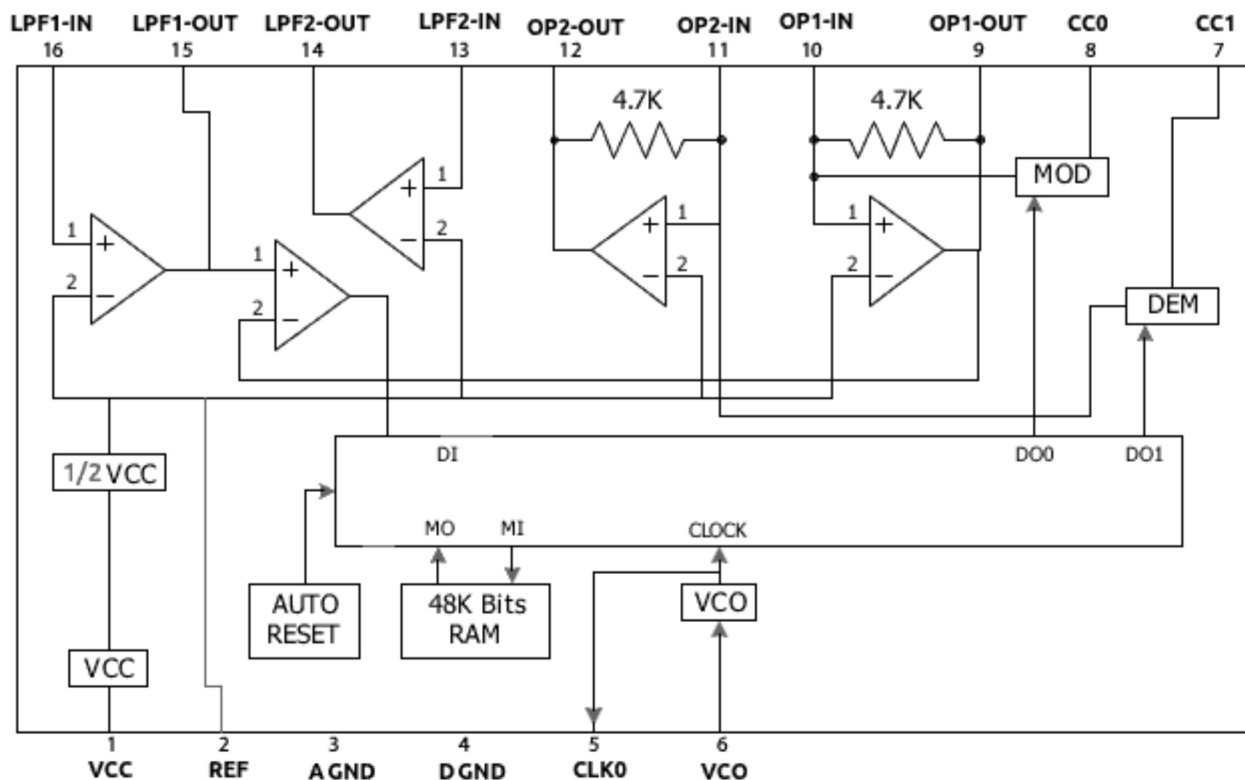 LPF1-IN LPF1-OUT LPF2-OUT LPF2-IN OP2-OUT OP2-IN OP1-IN OP1-OUT CC0 CC1
16 15 14 13 12 11 10 9 8 7
4.7K 4.7K
MOD
1 + 1 + 1 + 1 +
2 − 2 − 2 − 2 −
1 +
2 −
DEM
DI DO0 DO1
1/2 VCC
MO MI CLOCK
AUTO
RESET
48K Bits
RAM
VCO
VCC
1 2 3 4 5 6
VCC REF AGND DGND CLK0 VCO